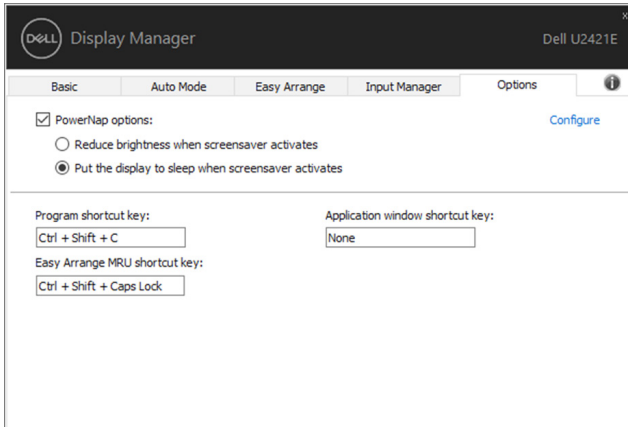 x
DELL Display Manager Dell U2421E
Basic Auto Mode Easy Arrange Input Manager Options i
PowerNap options: Configure
Reduce brightness when screensaver activates
Put the display to sleep when screensaver activates
Program shortcut key: Application window shortcut key:
Ctrl + Shift + C None
Easy Arrange MRU shortcut key:
Ctrl + Shift + Caps Lock